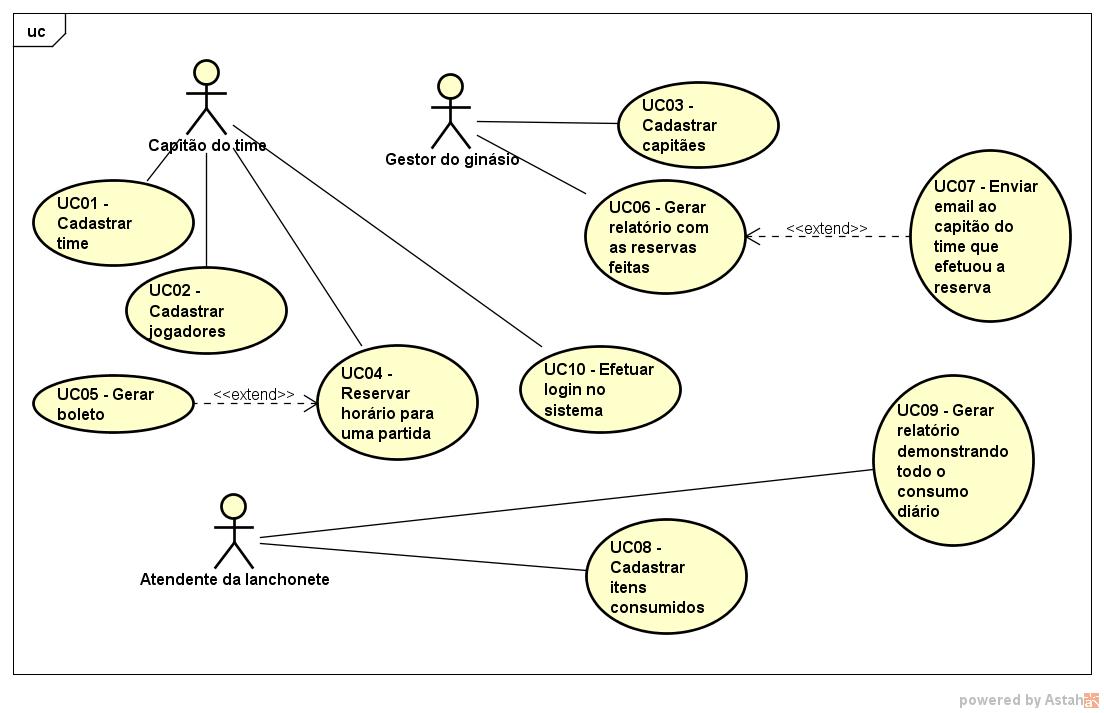 uc
Capitão do time
Gestor do ginásio
UC03 -
Cadastrar
capitães
UC01 -
Cadastrar
time
UC06 - Gerar
relatório com
as reservas
feitas
<<extend>>
UC07 - Enviar
email ao
capitão do
time que
efetuou a
reserva
UC02 -
Cadastrar
jogadores
UC05 - Gerar
boleto
<<extend>>
UC04 -
Reservar
horário para
uma partida
UC10 - Efetuar
login no
sistema
UC09 - Gerar
relatório
demonstrando
todo o
consumo
diário
Atendente da lanchonete
UC08 -
Cadastrar
itens
consumidos
powered by Astah